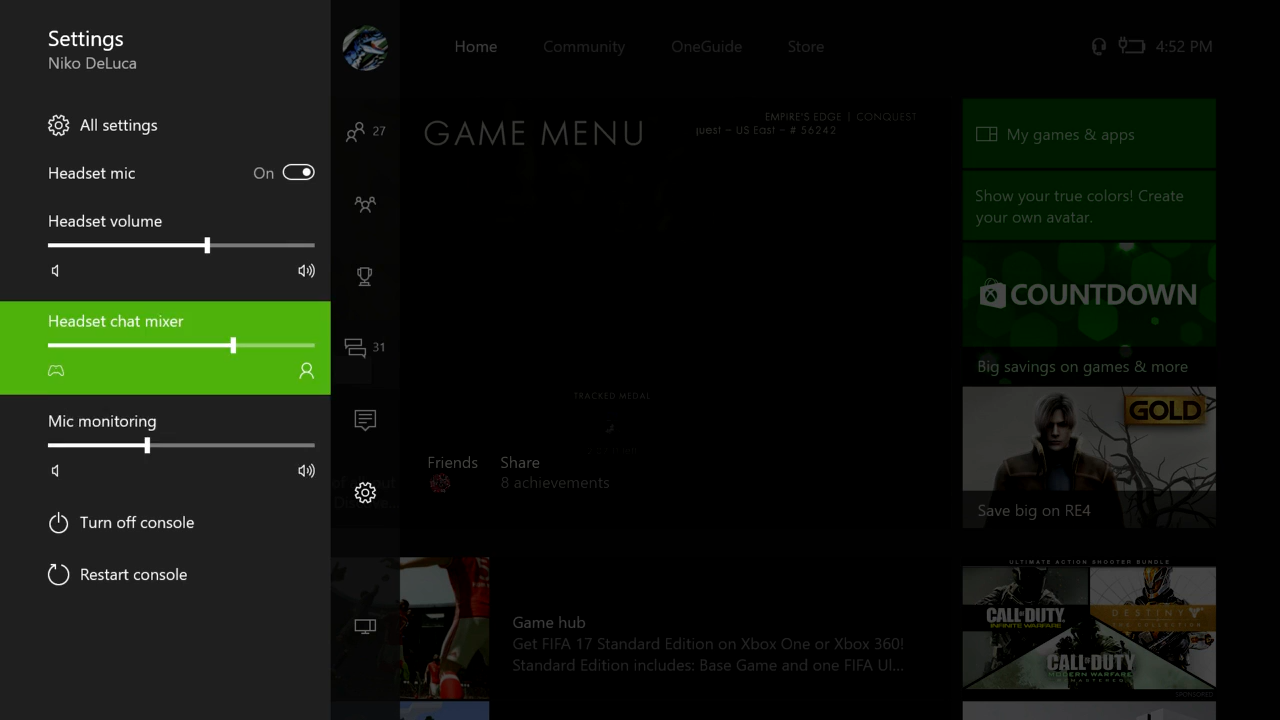 Settings
Niko DeLuca
All settings
Headset mic
On
Headset volume
Headset chat mixer
Mic monitoring
Turn off console
Restart console
27
31
Home
Community
OneGuide
Store
4:52 PM
GAME MENU
EMPIRE'S EDGE | CONQUEST
uest – US East – # 56242
TRACKED MEDAL
Friends
Share
8 achievements
Game hub
Get FIFA 17 Standard Edition on Xbox One or Xbox 360!
Standard Edition includes: Base Game and one FIFA Ul...
My games & apps
Show your true colors! Create
your own avatar.
COUNTDOWN
Big savings on games & more
GOLD
Save big on RE4
ULTIMATE ACTION SHOOTER BUNDLE
CALL OF DUTY
INFINITE WARFARE
DESTINY
THE COLLECTION
CALL OF DUTY
MODERN WARFARE
REMASTERED
SPONSORED